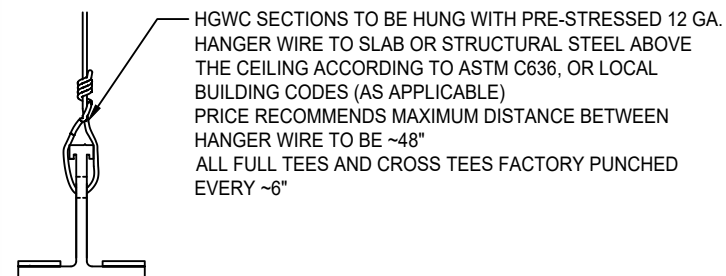 HGWC SECTIONS TO BE HUNG WITH PRE-STRESSED 12 GA.
HANGER WIRE TO SLAB OR STRUCTURAL STEEL ABOVE
THE CEILING ACCORDING TO ASTM C636, OR LOCAL
BUILDING CODES (AS APPLICABLE)
PRICE RECOMMENDS MAXIMUM DISTANCE BETWEEN
HANGER WIRE TO BE ~48"
ALL FULL TEES AND CROSS TEES FACTORY PUNCHED
EVERY ~6"